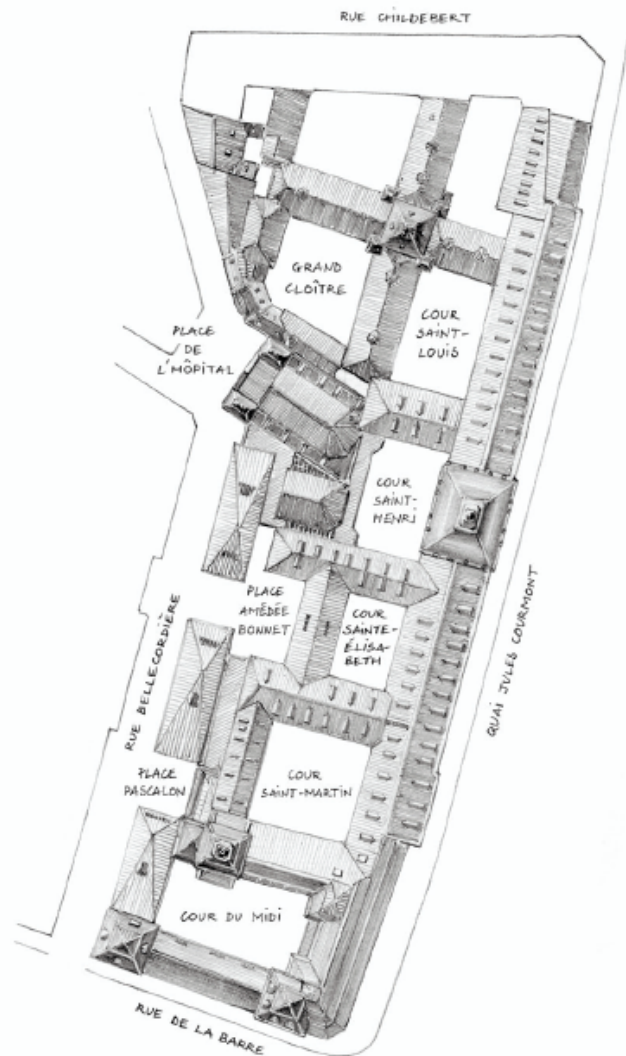 RUE CHILDEBERT
GRAND
CLOÎTRE
COUR
SAINT-
LOUIS
PLACE
DE
L'HÔPITAL
COUR
SAINT-
HENRI
PLACE
AMÉDÉE
BONNET
COUR
SAINTE-
ÉLISA-
BETH
RUE BELLECORDIÈRE
QUAI JULES COURMONT
PLACE
PASCALON
COUR
SAINT-MARTIN
COUR DU MIDI
RUE DE LA BARRE